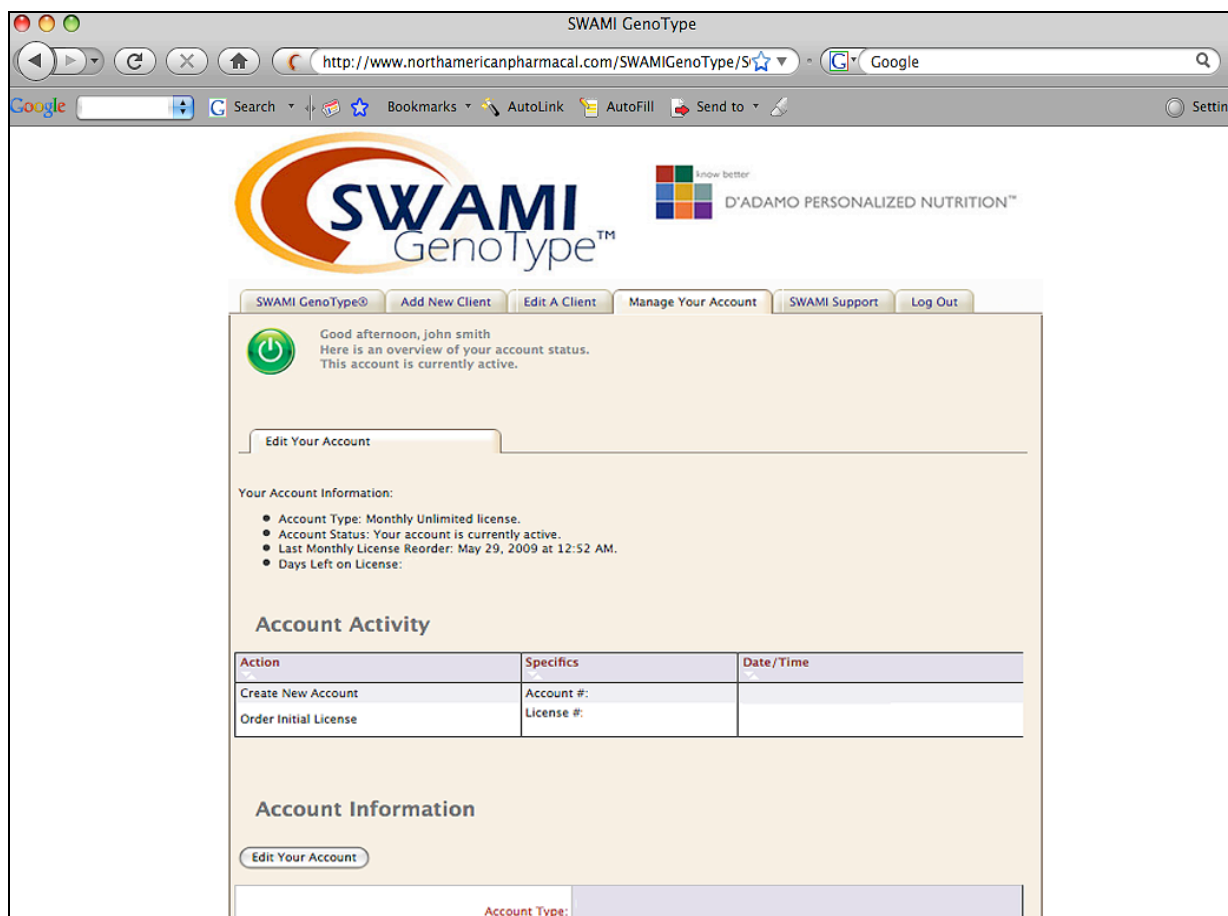 SWAMI GenoType
http://www.northamericanpharmacal.com/SWAMIGenoType/S
G Google
Google G Search Bookmarks AutoLink AutoFill Send to Settin
SWAMI
GenoType™
know better
D'ADAMO PERSONALIZED NUTRITION™
SWAMI GenoType® Add New Client Edit A Client Manage Your Account SWAMI Support Log Out
Good afternoon, john smith
Here is an overview of your account status.
This account is currently active.
Edit Your Account
Your Account Information:
Account Type: Monthly Unlimited license.
Account Status: Your account is currently active.
Last Monthly License Reorder: May 29, 2009 at 12:52 AM.
Days Left on License:
Account Activity
Action Specifics Date/Time
Create New Account Account #:
Order Initial License License #:
Account Information
Edit Your Account
Account Type: